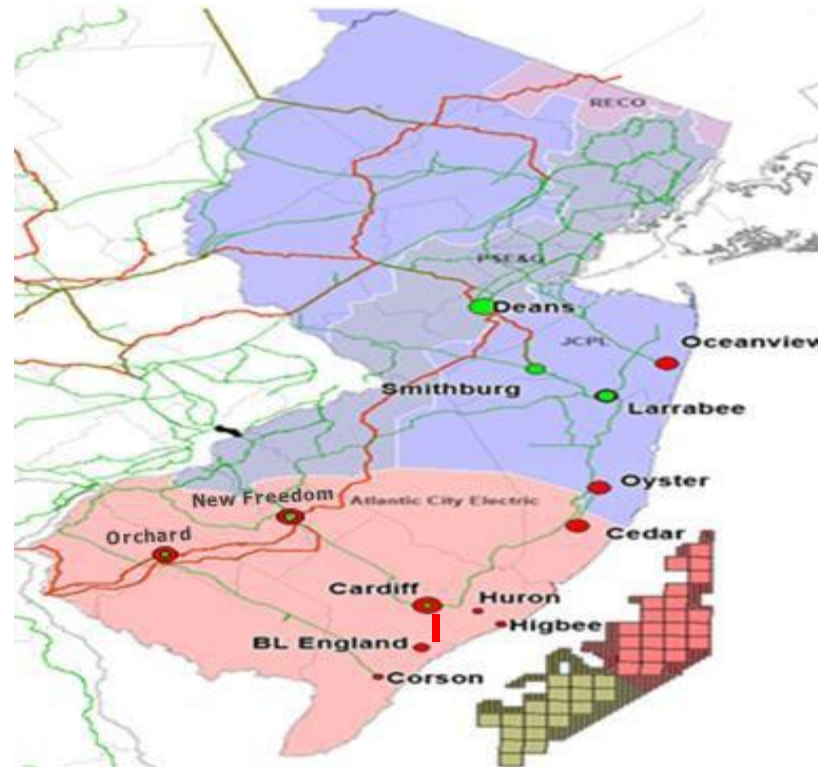 RECO
PSE&G
Deans
JCPL
Oceanview
Smithburg
Larrabee
Oyster
New Freedom
Atlantic City Electric
Orchard
Cedar
Cardiff
Huron
Higbee
BL England
Corson